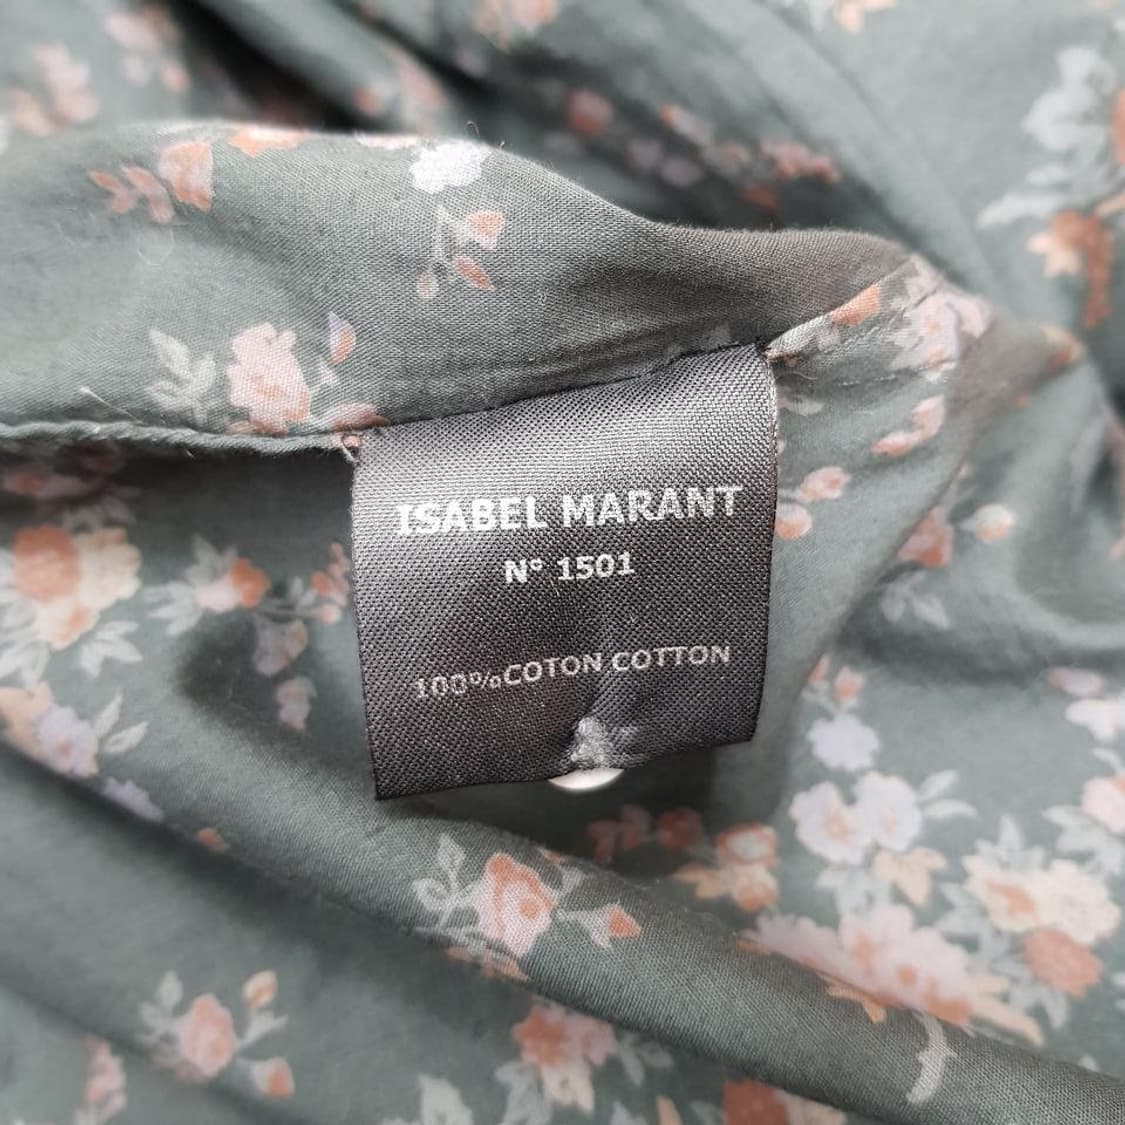 ISABEL MARANT
N° 1501
100%COTON COTTON